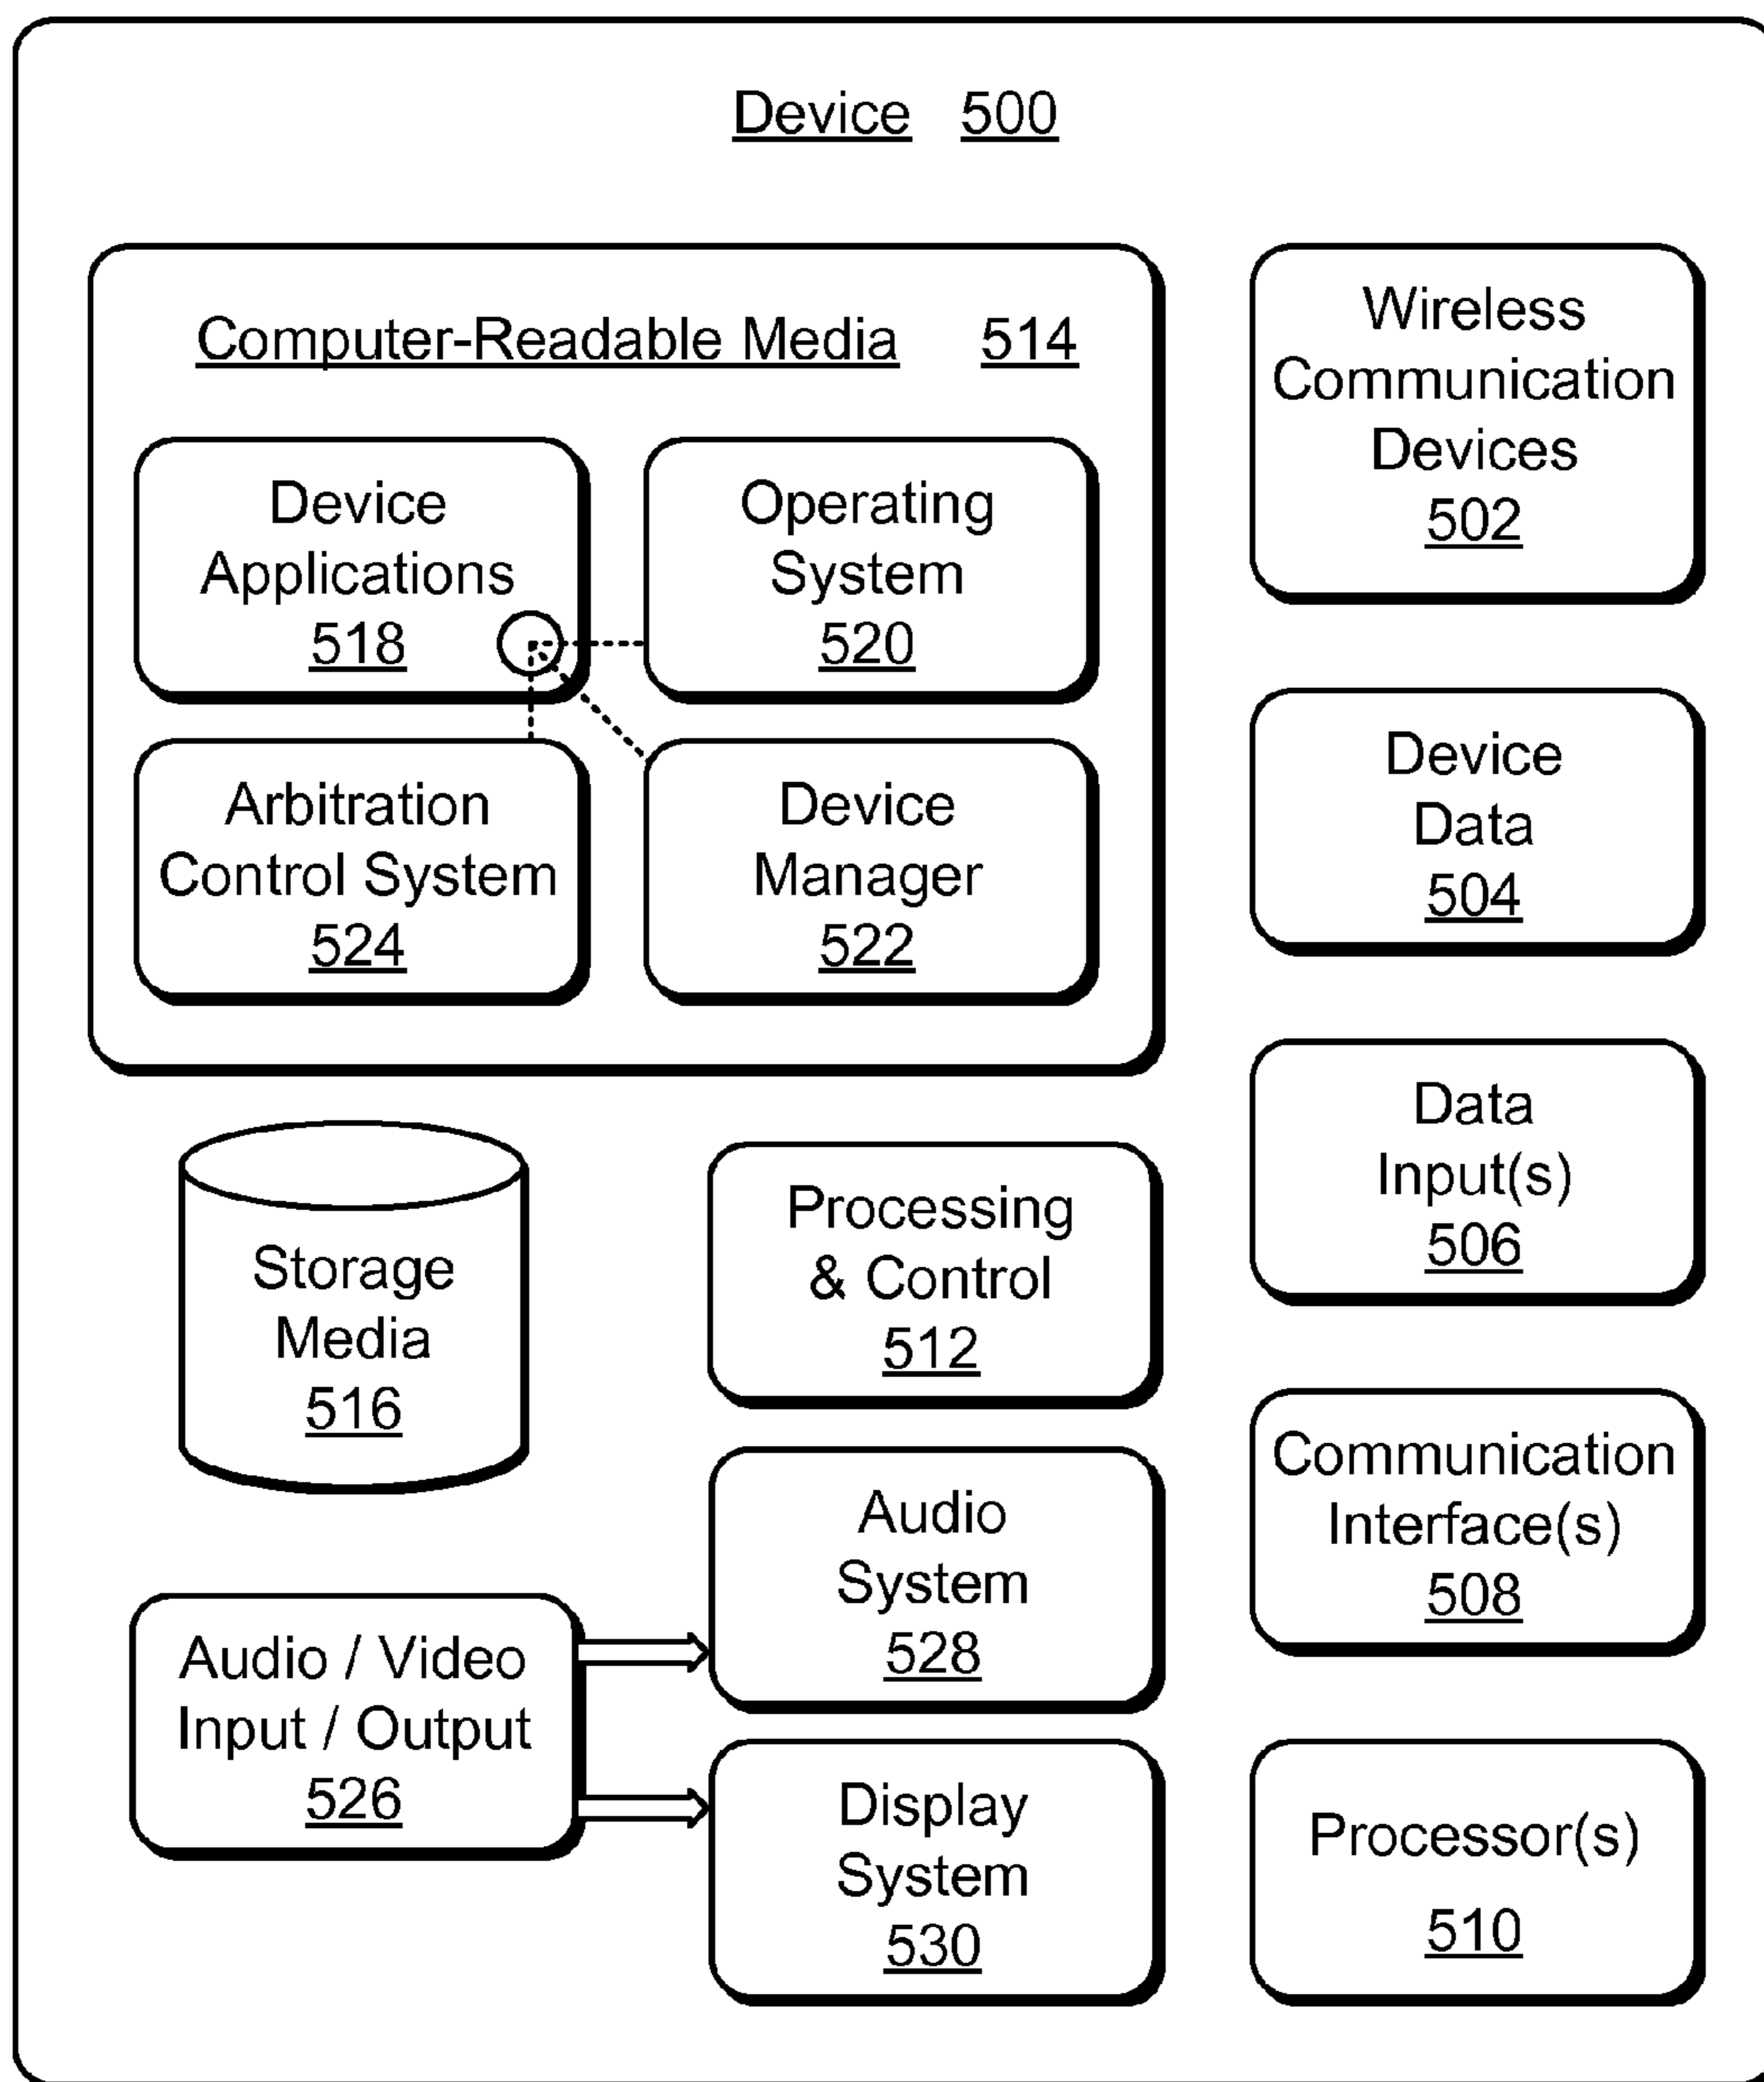 Device 500
Computer-Readable Media 514
Device
Applications
518
Operating
System
520
Arbitration
Control System
524
Device
Manager
522
Storage
Media
516
Processing
& Control
512
Audio / Video
Input / Output
526
Audio
System
528
Display
System
530
Wireless
Communication
Devices
502
Device
Data
504
Data
Input(s)
506
Communication
Interface(s)
508
Processor(s)
510